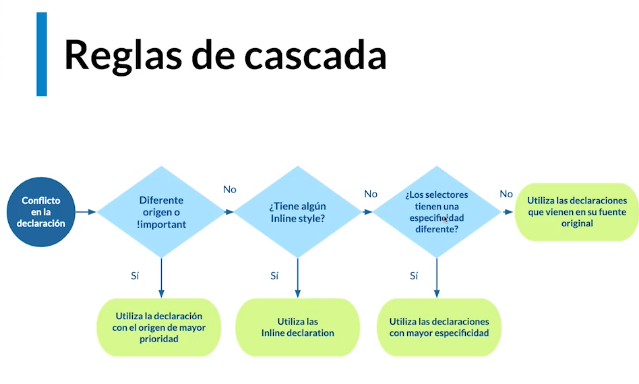 Reglas de cascada
Conflicto
en la
declaración
Diferente
origen o
!important
No
¿Tiene algún
Inline style?
No
¿Los selectores
tienen una
especificidad
diferente?
No
Utiliza las declaraciones
que vienen en su fuente
original
Sí
Sí
Sí
Utiliza la declaración
con el origen de mayor
prioridad
Utiliza las
Inline declaration
Utiliza las declaraciones
con mayor especificidad